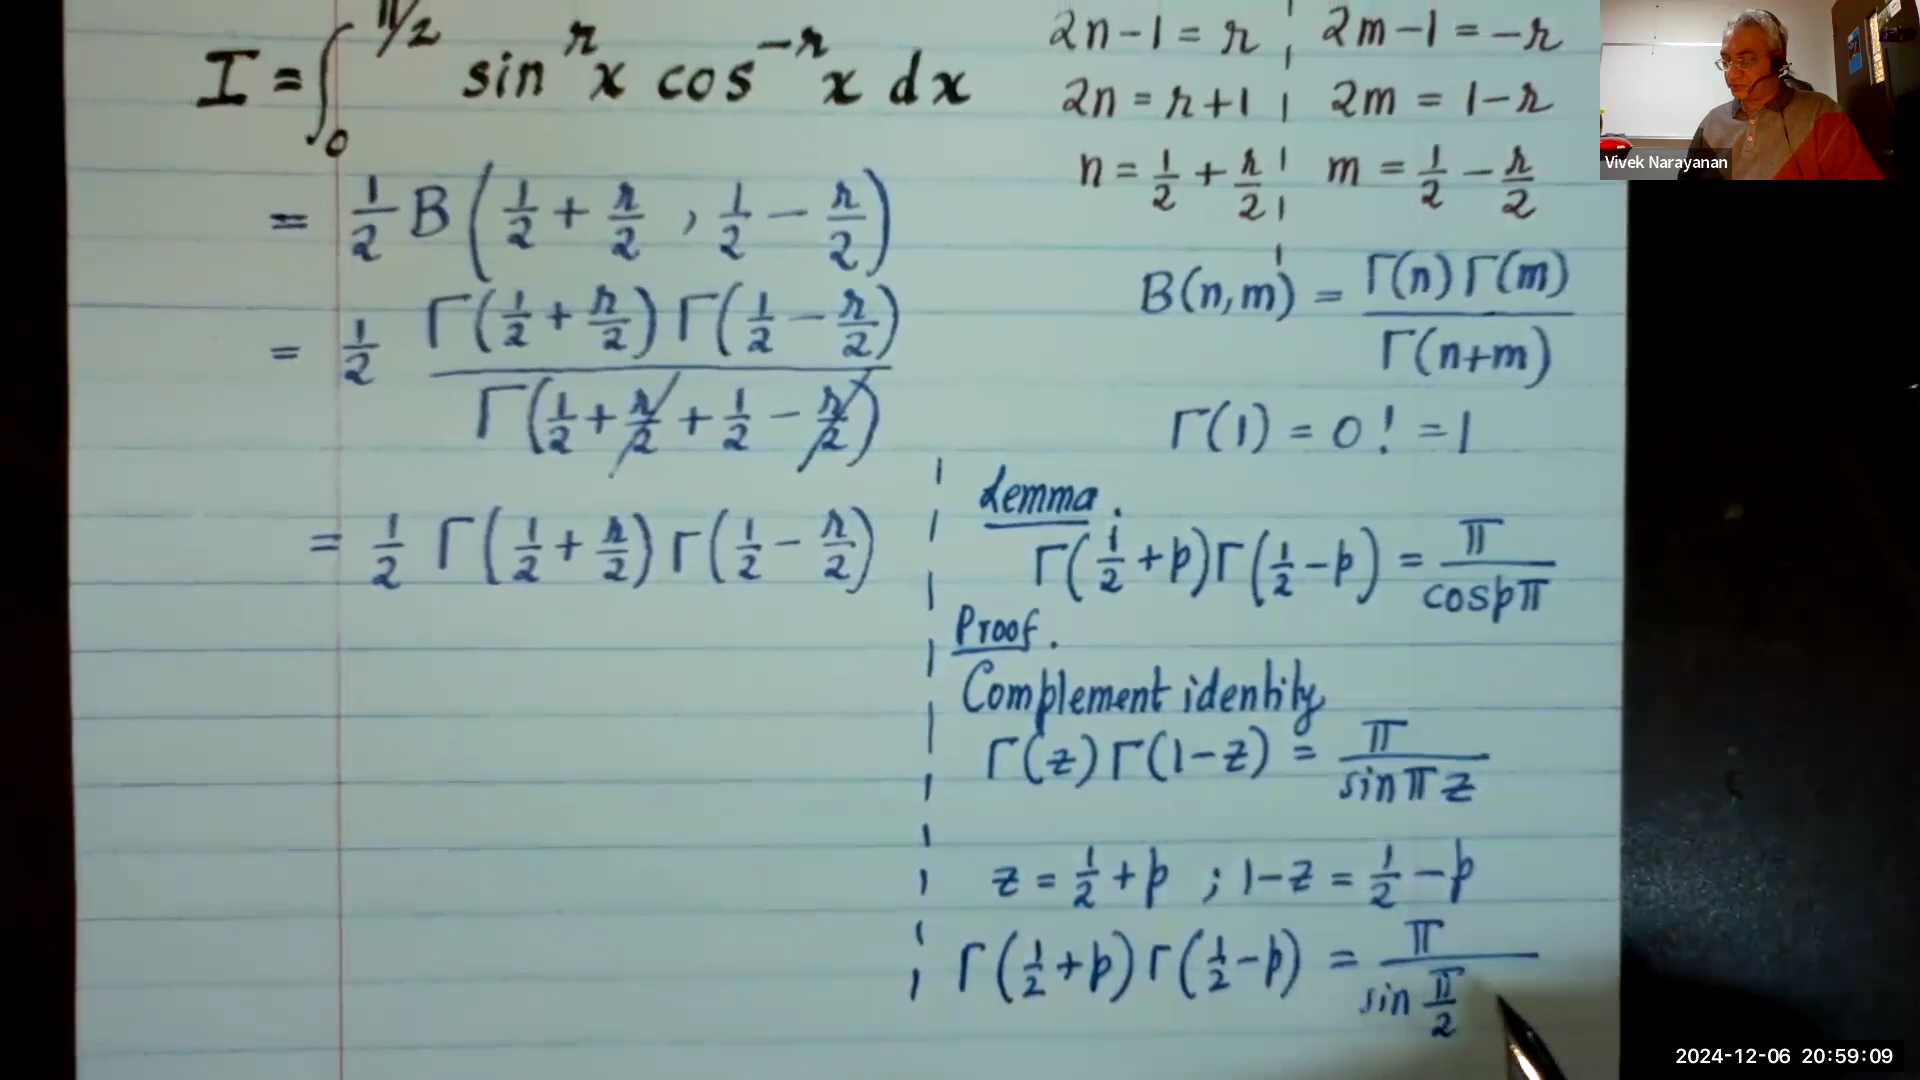 I = ∫₀^π/2 sin^r x cos^-r x dx
= 1/2 B(1/2 + r/2 , 1/2 - r/2)
= 1/2 Γ(1/2 + r/2) Γ(1/2 - r/2) / Γ(1/2 + r/2 + 1/2 - r/2)
= 1/2 Γ(1/2 + r/2) Γ(1/2 - r/2)
2n-1 = r ¦ 2m-1 = -r
2n = r+1 ¦ 2m = 1-r
n = 1/2 + r/2 ¦ m = 1/2 - r/2
B(n,m) = Γ(n) Γ(m) / Γ(n+m)
Γ(1) = 0! = 1
Lemma.
Γ(1/2 + p) Γ(1/2 - p) = π / cos pπ
Proof.
Complement identity
Γ(z) Γ(1-z) = π / sin π z
z = 1/2 + p ; 1-z = 1/2 - p
Γ(1/2 + p) Γ(1/2 - p) = π / sin π/2
Vivek Narayanan
2024-12-06 20:59:09